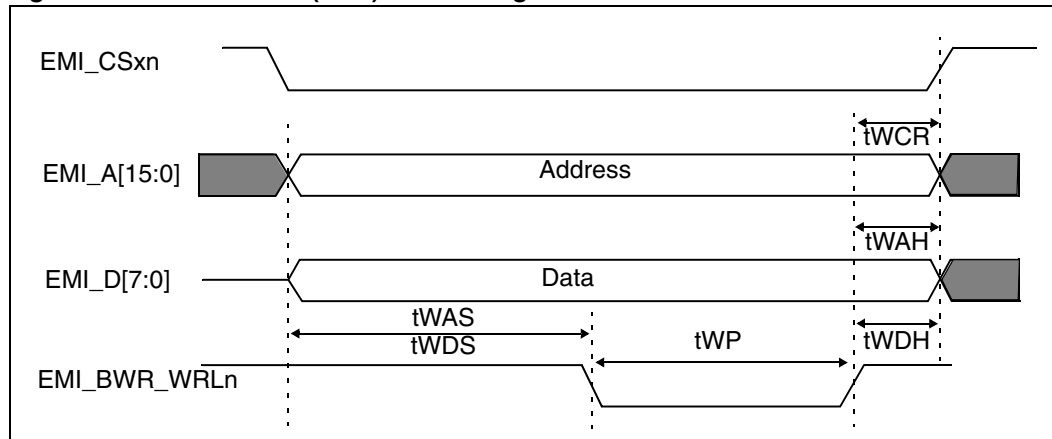 EMI_CSxn
tWCR
EMI_A[15:0]
Address
tWAH
EMI_D[7:0]
Data
tWAS
tWDS
tWP
tWDH
EMI_BWR_WRLn